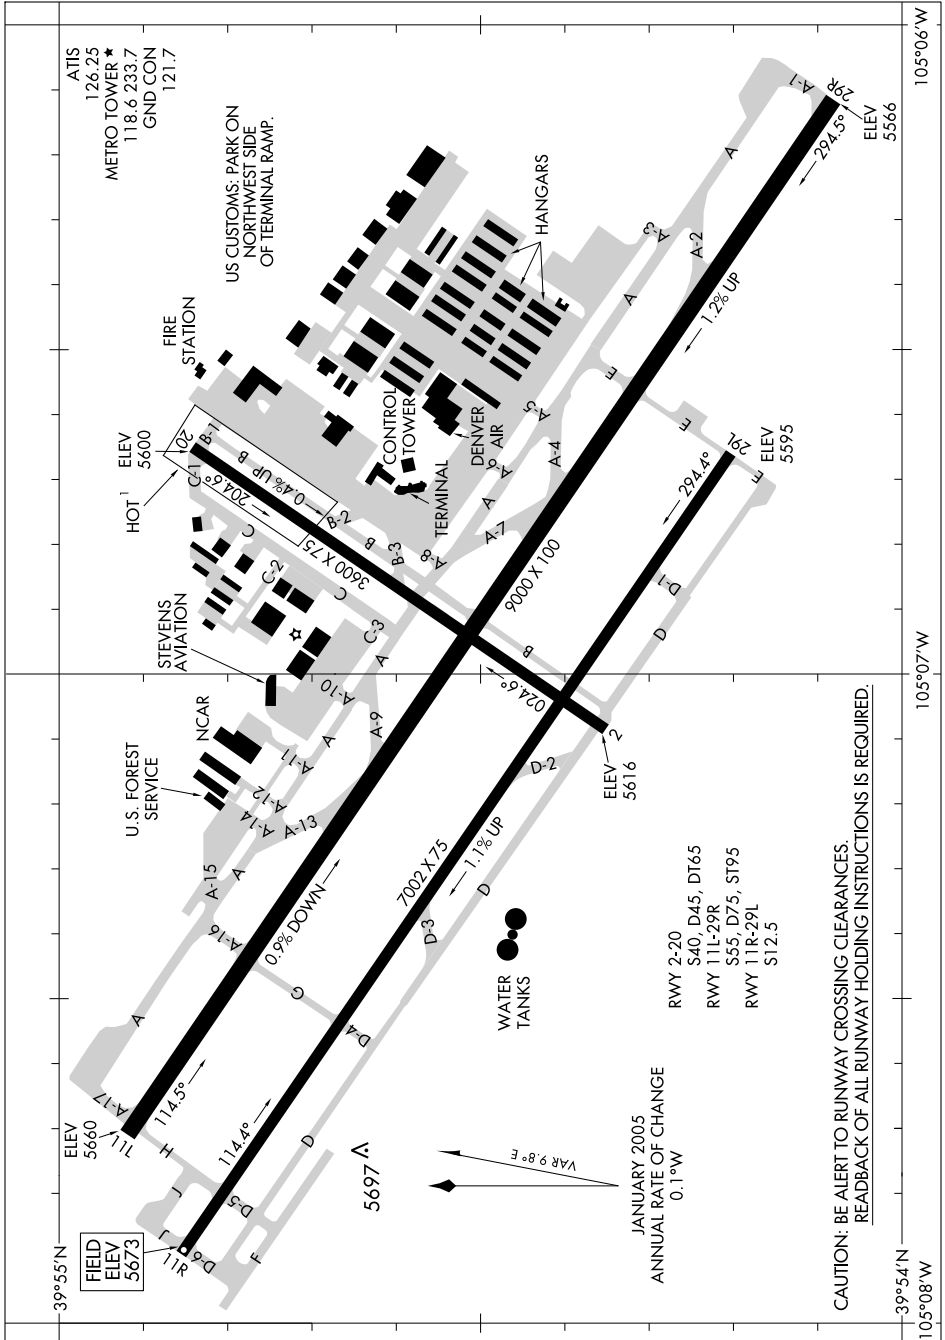 ATIS
126.25
METRO TOWER ★
118.6 233.7
GND CON
121.7
US CUSTOMS: PARK ON
NORTHWEST SIDE
OF TERMINAL RAMP.
105°06'W
A-1
29R
ELEV
5566
294.5°
A
HANGARS
A-3
A-2
A
1.2% UP
FIRE
STATION
E
E
E
A-5
A-4
CONTROL
TOWER
DENVER
AIR
A-6
A
A-7
TERMINAL
29L
ELEV
5595
294.4°
ELEV
5600
HOT 1
20
B-1
C-1
B
204.6°
0.4% UP
B-2
B
B-3
A-8
3600 X 75
C
C-2
C
C-3
9000 X 100
D-1
D
B
STEVENS
AVIATION
A
A-10
A-9
024.6°
2
ELEV
5616
105°07'W
NCAR
U.S. FOREST
SERVICE
A
A-11
A-12
A-14
A-13
D-2
7002 X 75
1.1% UP
D
A-15
A
A-16
0.9% DOWN
D-3
WATER
TANKS
RWY 2-20
S40, D45, DT65
RWY 11L-29R
S55, D75, ST95
RWY 11R-29L
S12.5
G
D-4
A
A-17
ELEV
5660
11L
114.5°
H
114.4°
D
J
J
D-5
11R
D-6
F
FIELD
ELEV
5673
5697
VAR 9.8° E
JANUARY 2005
ANNUAL RATE OF CHANGE
0.1°W
CAUTION: BE ALERT TO RUNWAY CROSSING CLEARANCES.
READBACK OF ALL RUNWAY HOLDING INSTRUCTIONS IS REQUIRED.
39°55'N
39°54'N
105°08'W